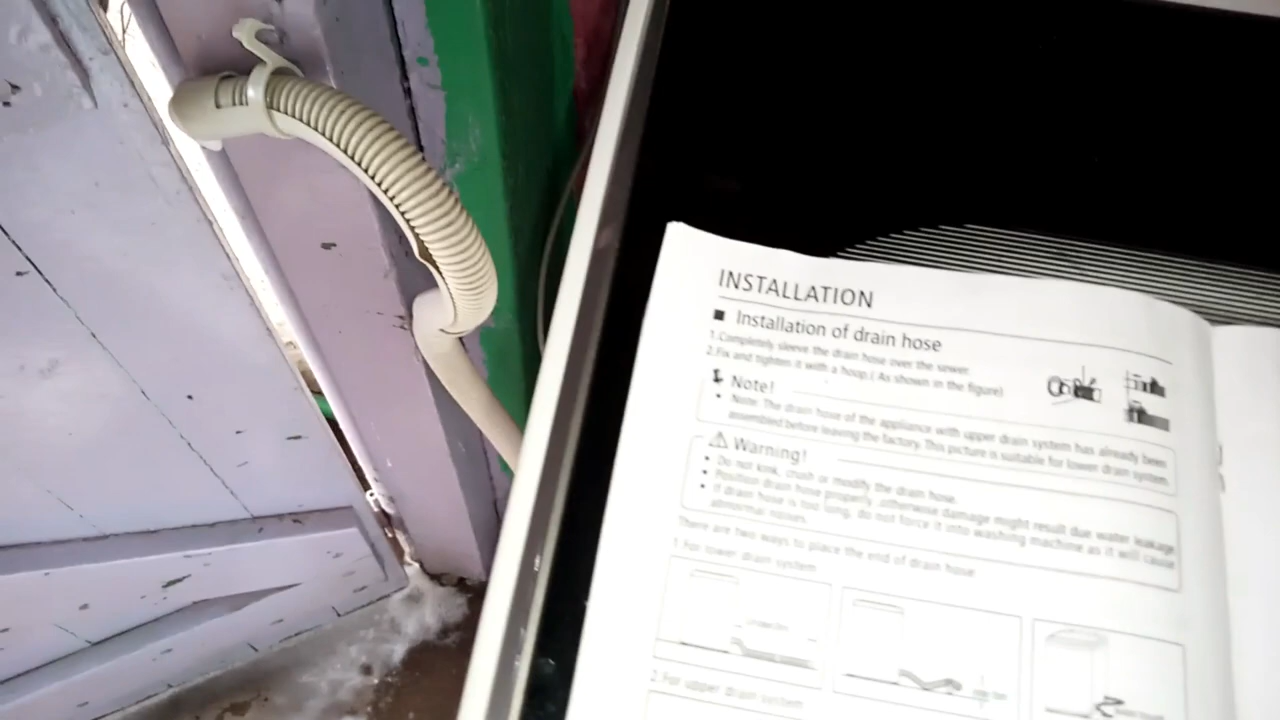 INSTALLATION
■ Installation of drain hose
1.Completely sleeve the drain hose over the sewer.
2.Fix and tighten it with a hoop.( As shown in the figure)
Note!
• Note: The drain hose of the appliance with upper drain system has already been
assembled before leaving the factory. This picture is suitable for lower drain system.
Warning!
• Do not kink, crush or modify the drain hose.
• Position drain hose properly, otherwise damage might result due water leakage.
• If drain hose is too long, do not force it into washing machine as it will cause
abnormal noises.
There are two ways to place the end of drain hose
1.For lower drain system
2.For upper drain system